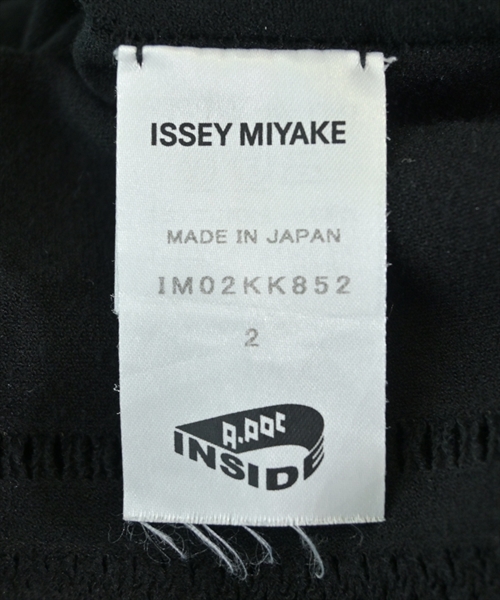 ISSEY MIYAKE
MADE IN JAPAN
IM02KK852
2
A-POC
INSIDE